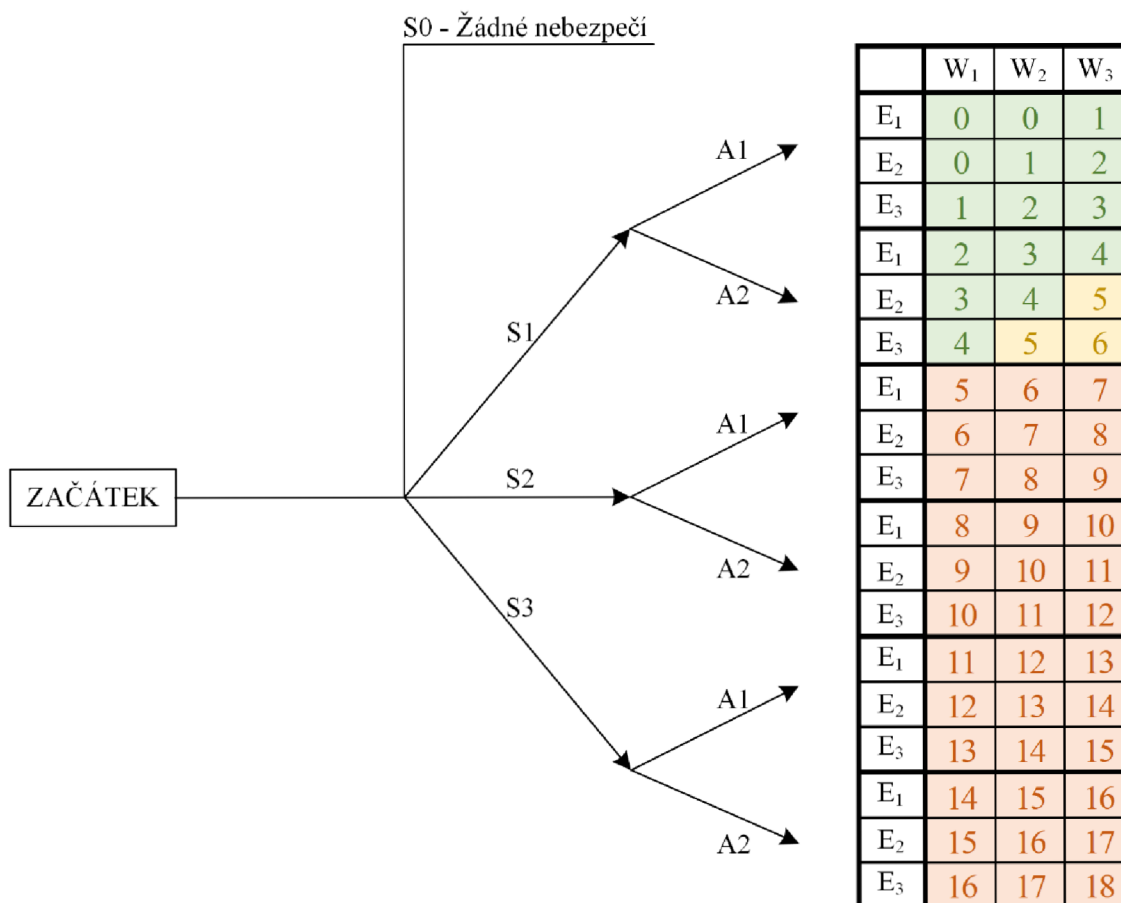 S0 - Žádné nebezpečí
A1
A2
S1
A1
ZAČÁTEK
S2
A2
S3
A1
A2
W₁ W₂ W₃
E₁ 0 0 1
E₂ 0 1 2
E₃ 1 2 3
E₁ 2 3 4
E₂ 3 4 5
E₃ 4 5 6
E₁ 5 6 7
E₂ 6 7 8
E₃ 7 8 9
E₁ 8 9 10
E₂ 9 10 11
E₃ 10 11 12
E₁ 11 12 13
E₂ 12 13 14
E₃ 13 14 15
E₁ 14 15 16
E₂ 15 16 17
E₃ 16 17 18